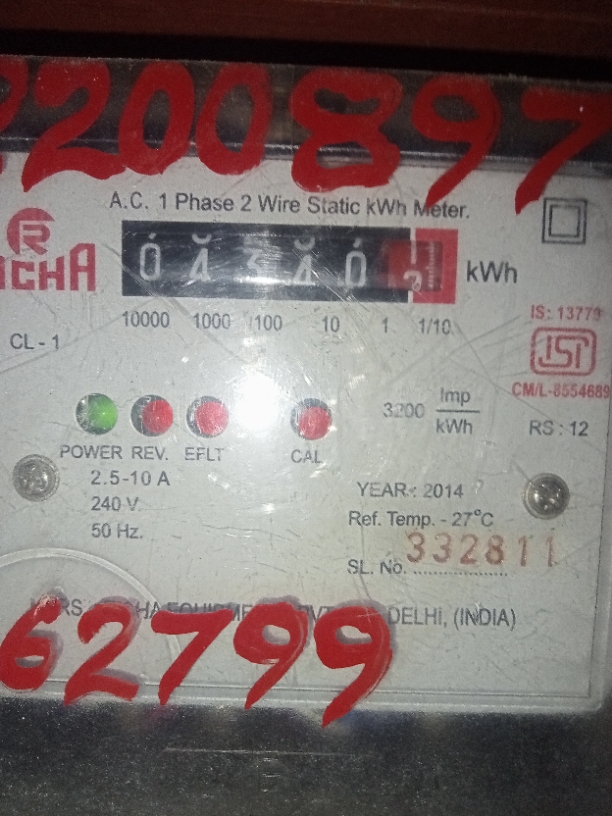 2200897
A.C. 1 Phase 2 Wire Static kWh Meter.
R
04340 kWh
10000 1000 100 10 1 1/10
IS: 13779
ISI
CM/L-8554689
CL - 1
3200 Imp/kWh
RS : 12
POWER REV. EFLT CAL
2.5-10 A
240 V.
50 Hz.
YEAR : 2014
Ref. Temp. - 27°C
SL. No. 332811
DELHI, (INDIA)
62799